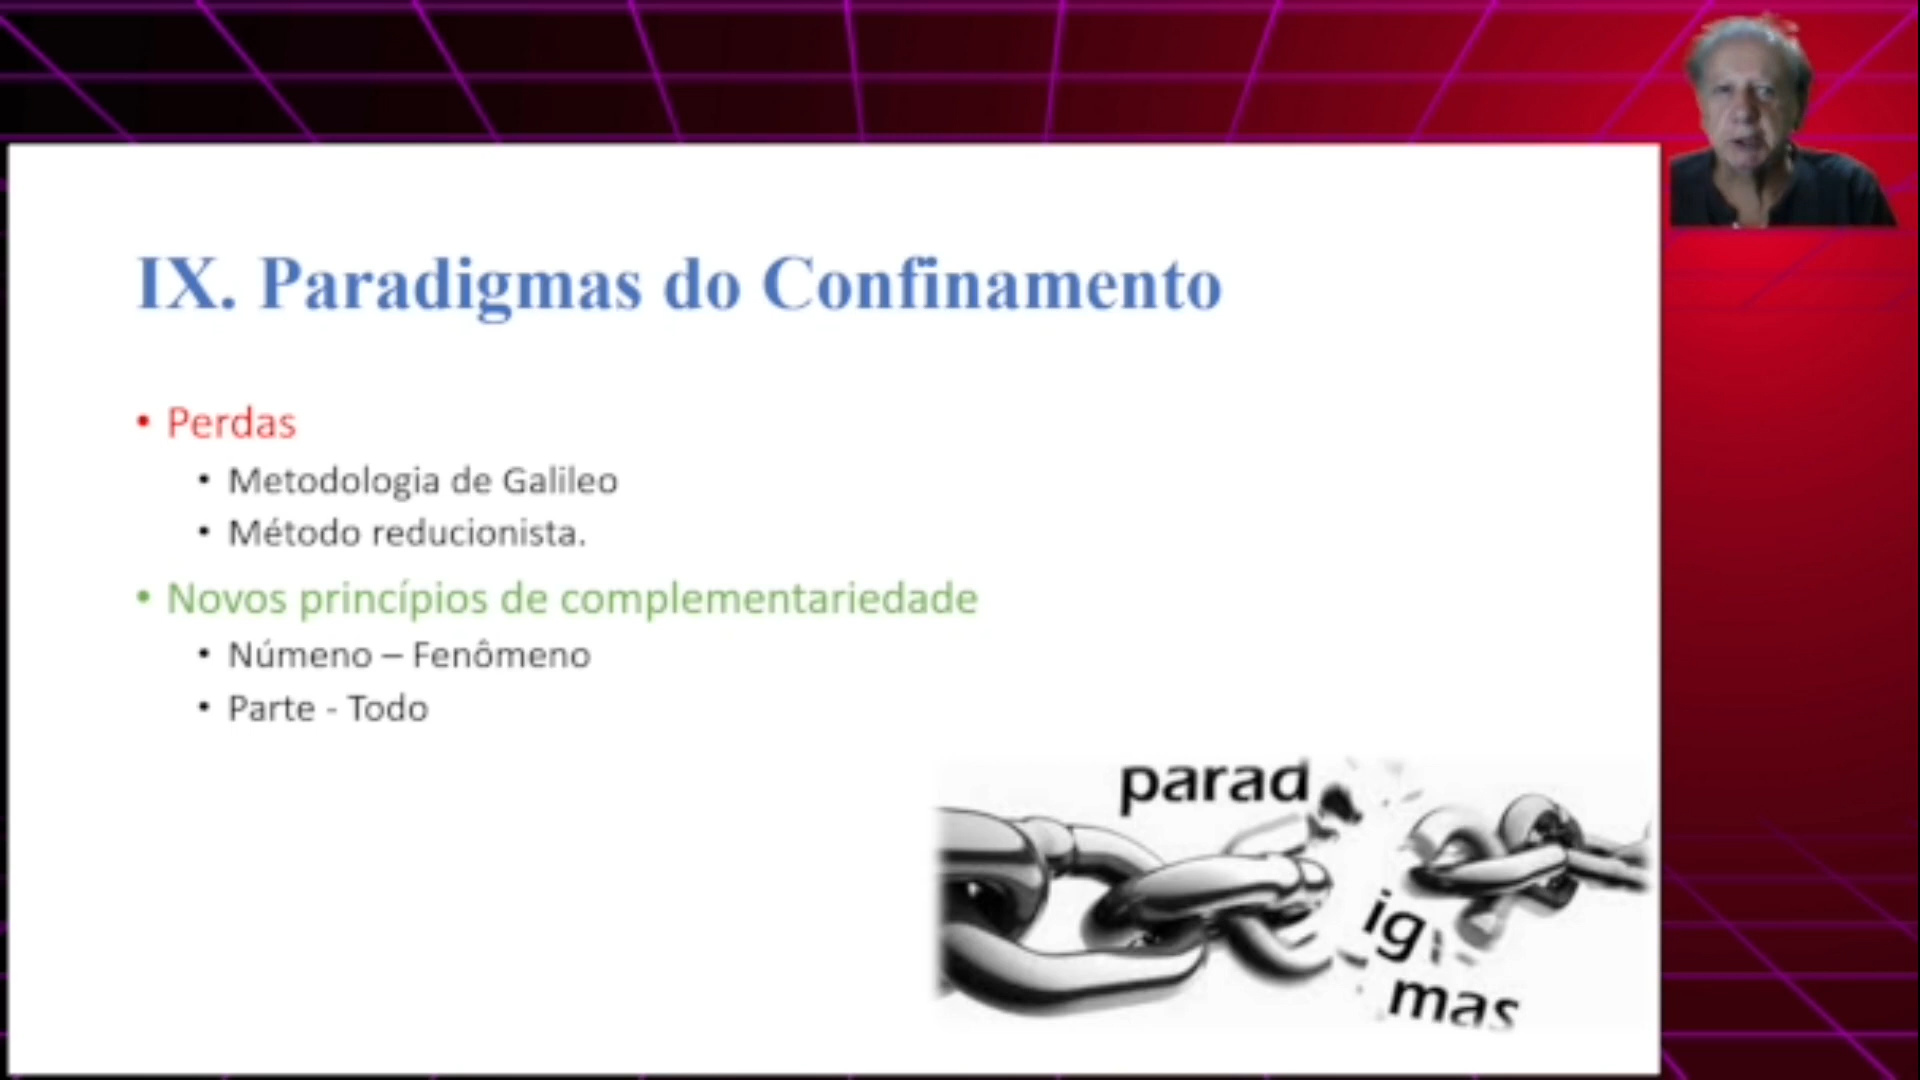 IX. Paradigmas do Confinamento
• Perdas
• Metodologia de Galileo
• Método reducionista.
• Novos princípios de complementariedade
• Númeno – Fenômeno
• Parte - Todo
parad
ig
mas